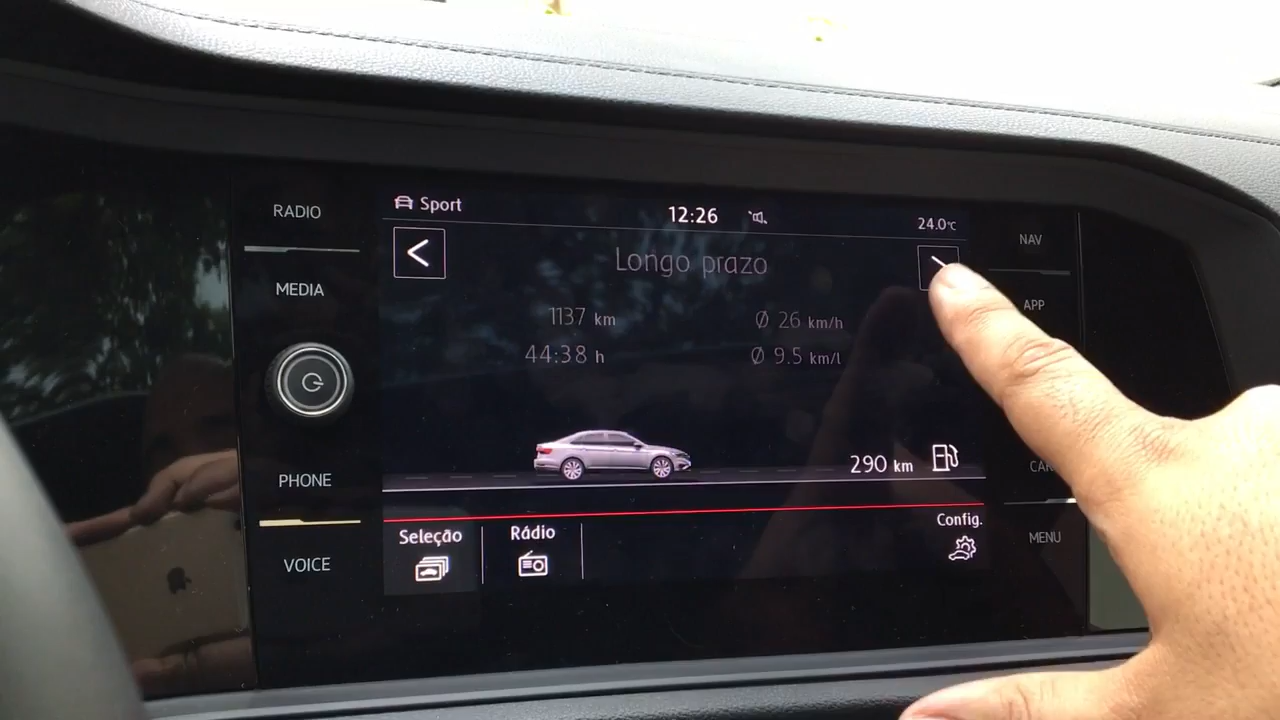 RADIO
MEDIA
PHONE
VOICE
Sport
12:26
24.0°C
<
Longo prazo
1137 km
Ø 26 km/h
44:38 h
Ø 9.5 km/l
290 km
Seleção
Rádio
Config.
NAV
APP
CAR
MENU